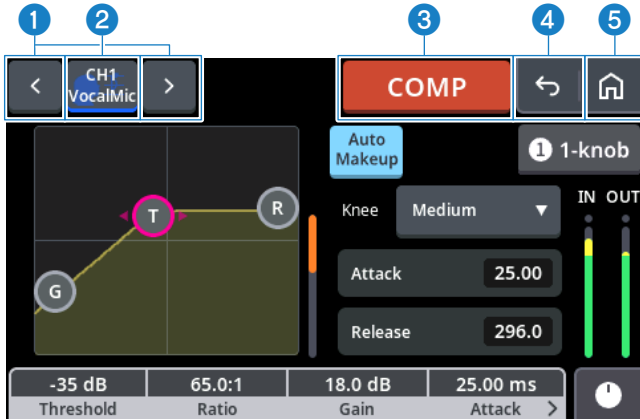 1 2 3 4 5
< CH1 > COMP
VocalMic
Auto
Makeup
1 1-knob
T R G
Knee Medium ▼
IN OUT
Attack 25.00
Release 296.0
-35 dB 65.0:1 18.0 dB 25.00 ms
Threshold Ratio Gain Attack >